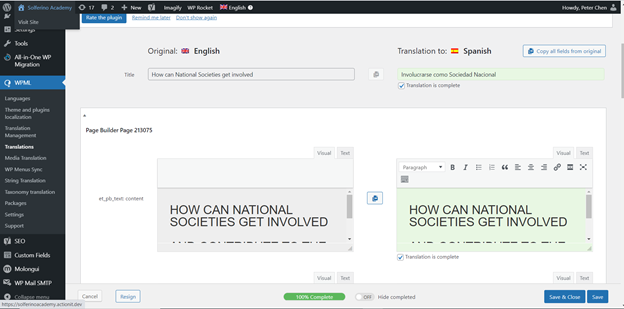 Solferino Academy 17 2 New Imagify WP Rocket English Howdy, Peter Chen
Visit Site
Rate the plugin Remind me later Don't show again
Settings
Tools
All-in-One WP
Migration
WPML
Languages
Theme and plugins
localization
Translation
Management
Translations
Media Translation
WP Menus Sync
String Translation
Taxonomy translation
Packages
Settings
Support
SEO
Custom Fields
Molongui
WP Mail SMTP
Collapse menu
https://solferinoacademy.actionit.dev
Original: English Translation to: Spanish Copy all fields from original
Title How can National Societies get involved Involucrarse como Sociedad Nacional
Translation is complete
Page Builder Page 213075
Visual Text Visual Text
Paragraph B I
et_pb_text: content
HOW CAN NATIONAL
SOCIETIES GET INVOLVED
AND CONTRIBUTE TO THE
HOW CAN NATIONAL
SOCIETIES GET INVOLVED
AND CONTRIBUTE TO THE
Translation is complete
Visual Text Visual Text
Cancel Resign 100% Complete OFF Hide completed Save & Close Save